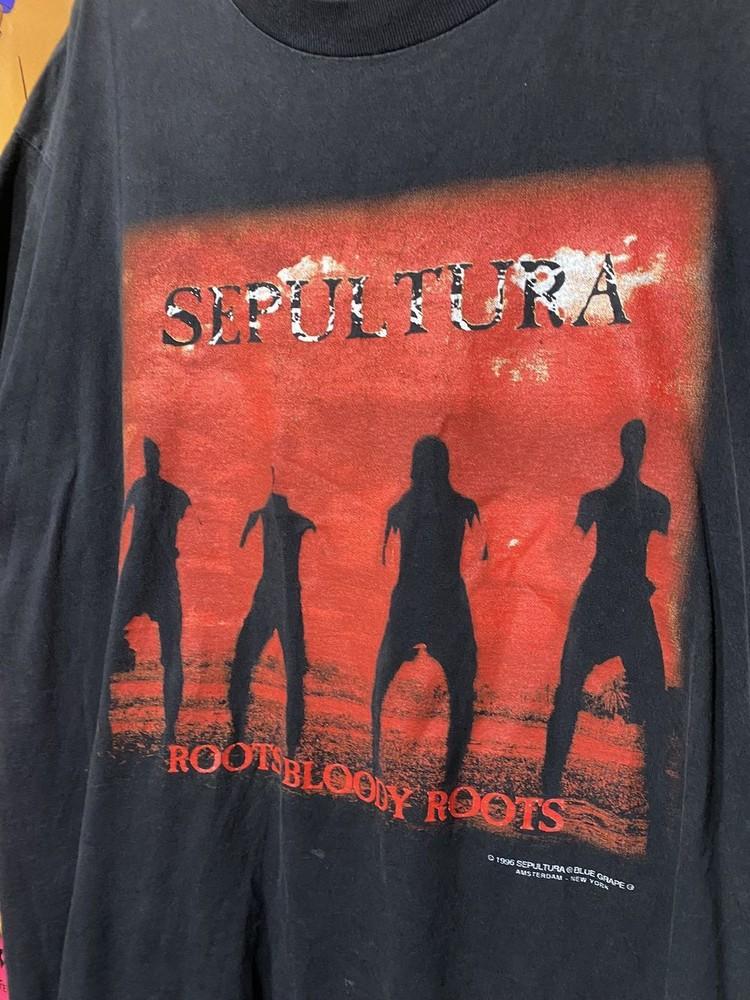 SEPULTURA
ROOTS BLOODY ROOTS
© 1996 SEPULTURA ® BLUE GRAPE ®
AMSTERDAM - NEW YORK